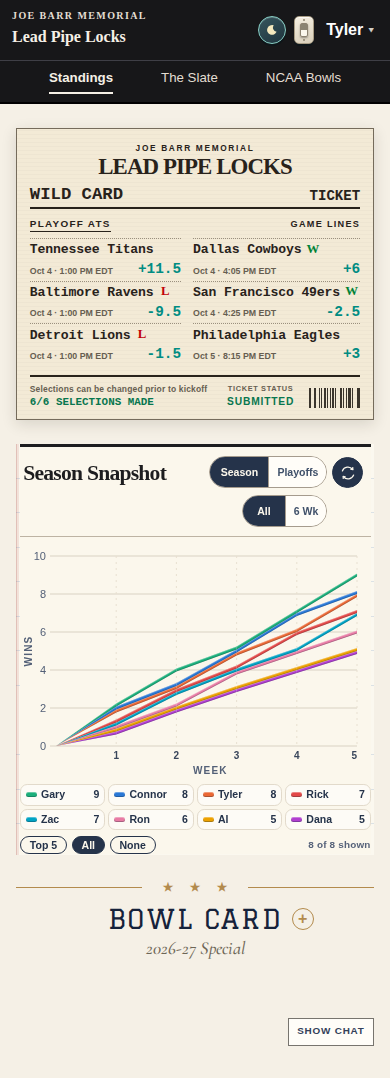 JOE BARR MEMORIAL
Lead Pipe Locks
Tyler
Standings The Slate NCAA Bowls
JOE BARR MEMORIAL
LEAD PIPE LOCKS
WILD CARD TICKET
PLAYOFF ATS GAME LINES
Tennessee Titans Dallas Cowboys W
Oct 4 · 1:00 PM EDT +11.5 Oct 4 · 4:05 PM EDT +6
Baltimore Ravens L San Francisco 49ers W
Oct 4 · 1:00 PM EDT -9.5 Oct 4 · 4:25 PM EDT -2.5
Detroit Lions L Philadelphia Eagles
Oct 4 · 1:00 PM EDT -1.5 Oct 5 · 8:15 PM EDT +3
Selections can be changed prior to kickoff TICKET STATUS
6/6 SELECTIONS MADE SUBMITTED
Season Snapshot Season Playoffs
All 6 Wk
10
8
6
4
2
0
WINS
1 2 3 4 5
WEEK
Gary 9 Connor 8 Tyler 8 Rick 7
Zac 7 Ron 6 Al 5 Dana 5
Top 5 All None 8 of 8 shown
BOWL CARD +
2026-27 Special
SHOW CHAT